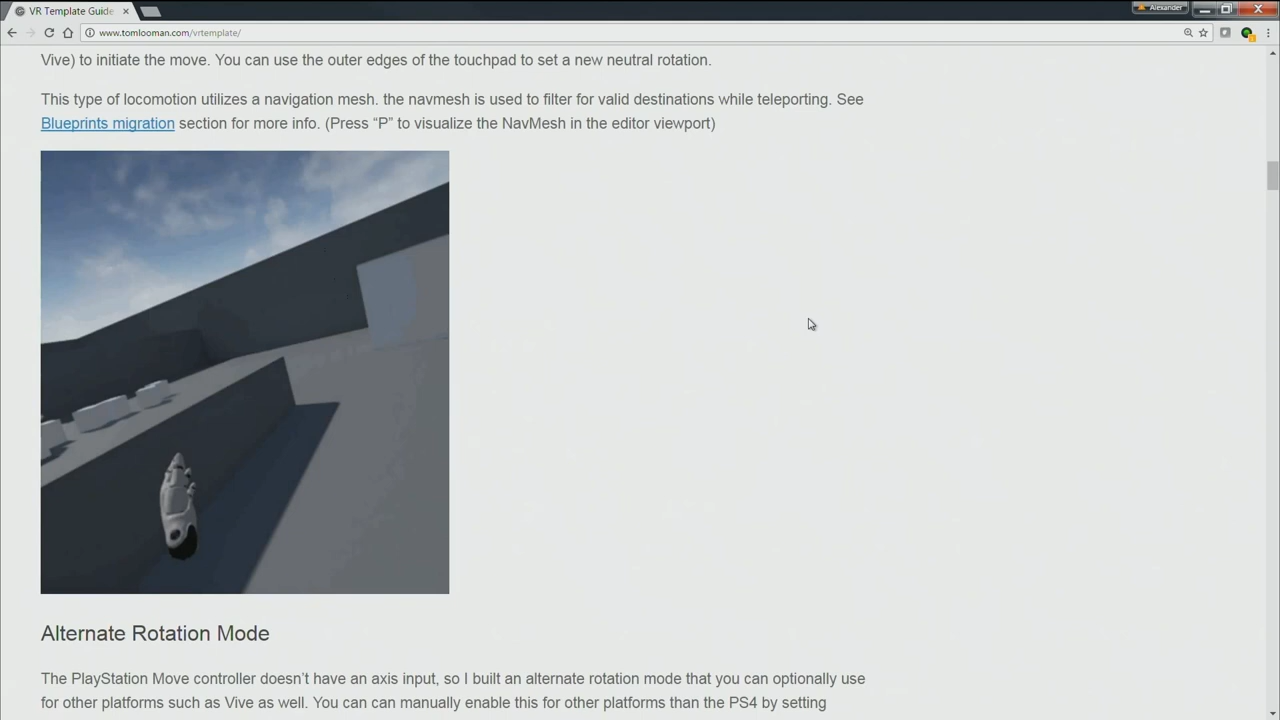 VR Template Guide
Alexander
www.tomlooman.com/vrtemplate/
Vive) to initiate the move. You can use the outer edges of the touchpad to set a new neutral rotation.
This type of locomotion utilizes a navigation mesh. the navmesh is used to filter for valid destinations while teleporting. See
Blueprints migration section for more info. (Press “P” to visualize the NavMesh in the editor viewport)
Alternate Rotation Mode
The PlayStation Move controller doesn’t have an axis input, so I built an alternate rotation mode that you can optionally use
for other platforms such as Vive as well. You can can manually enable this for other platforms than the PS4 by setting